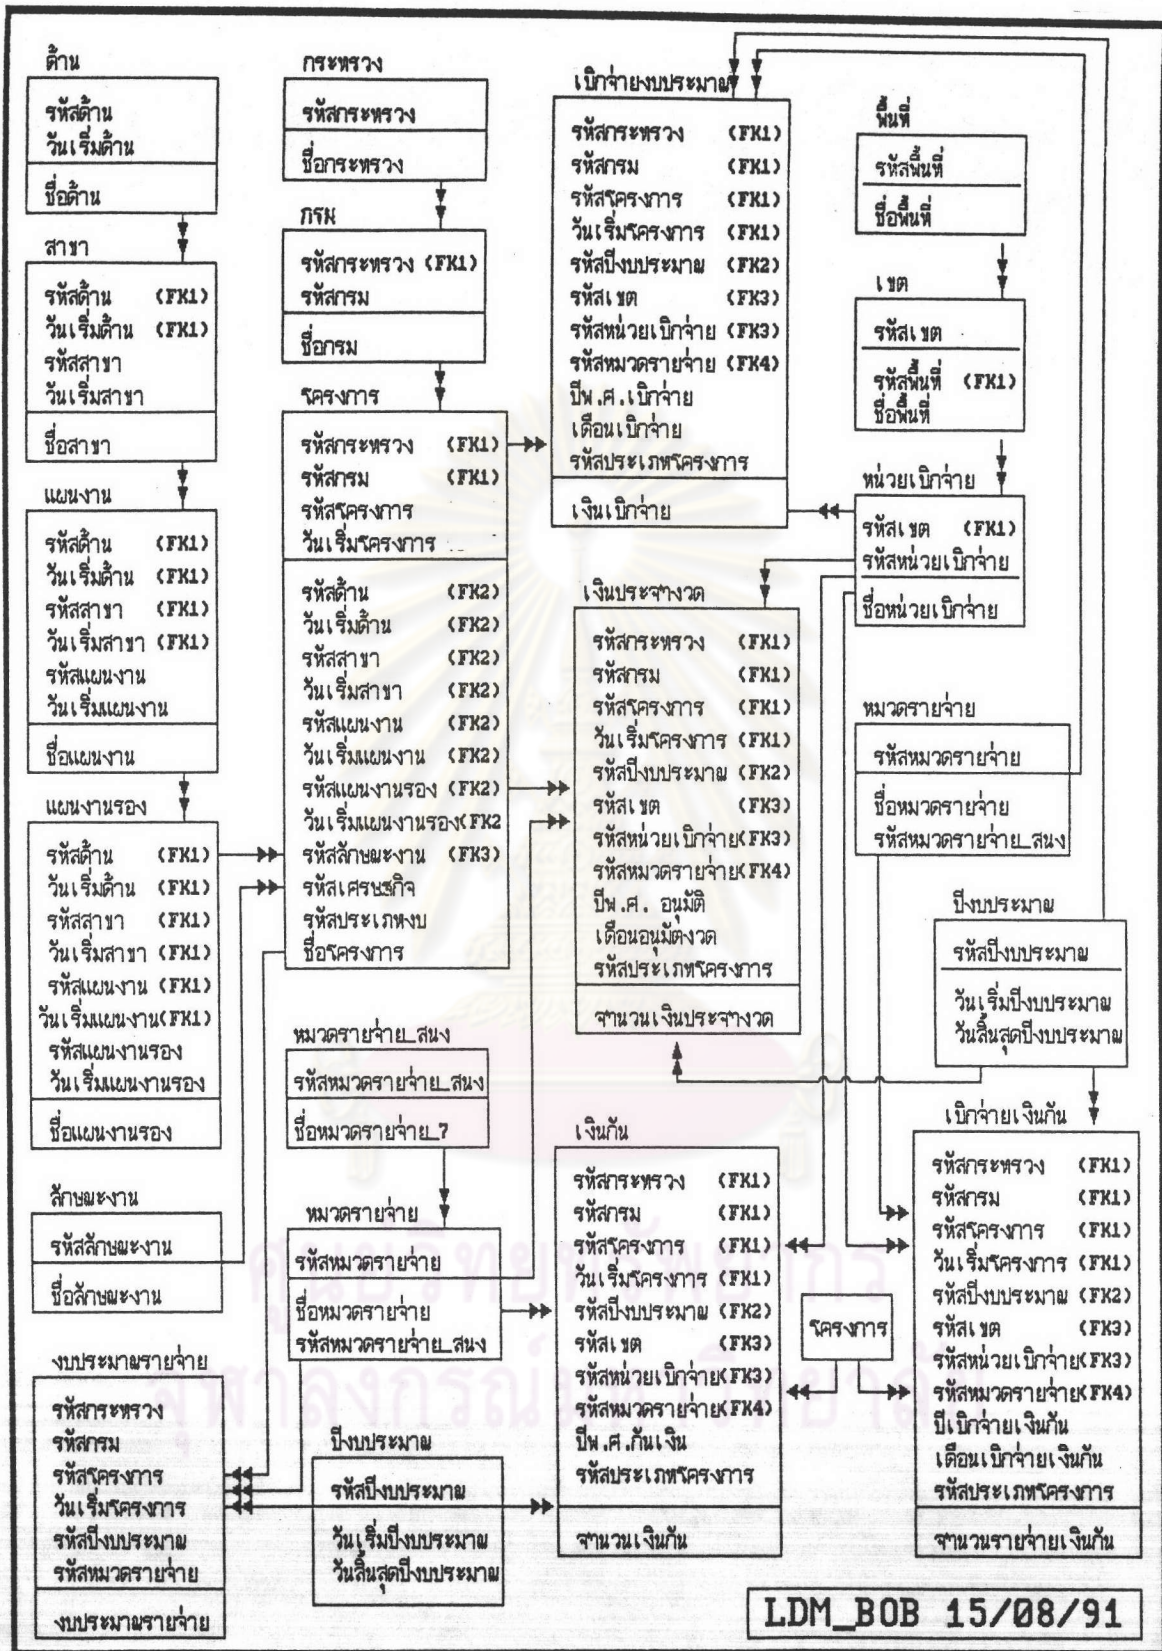 ด้าน
รหัสด้าน
วันเริ่มด้าน
ชื่อด้าน
สาขา
รหัสด้าน (FK1)
วันเริ่มด้าน (FK1)
รหัสสาขา
วันเริ่มสาขา
ชื่อสาขา
แผนงาน
รหัสด้าน (FK1)
วันเริ่มด้าน (FK1)
รหัสสาขา (FK1)
วันเริ่มสาขา (FK1)
รหัสแผนงาน
วันเริ่มแผนงาน
ชื่อแผนงาน
แผนงานรอง
รหัสด้าน (FK1)
วันเริ่มด้าน (FK1)
รหัสสาขา (FK1)
วันเริ่มสาขา (FK1)
รหัสแผนงาน (FK1)
วันเริ่มแผนงาน(FK1)
รหัสแผนงานรอง
วันเริ่มแผนงานรอง
ชื่อแผนงานรอง
ลักษณะงาน
รหัสลักษณะงาน
ชื่อลักษณะงาน
งบประมาณรายจ่าย
รหัสกระทรวง
รหัสกรม
รหัสโครงการ
วันเริ่มโครงการ
รหัสปีงบประมาณ
รหัสหมวดรายจ่าย
งบประมาณรายจ่าย
กระทรวง
รหัสกระทรวง
ชื่อกระทรวง
กรม
รหัสกระทรวง (FK1)
รหัสกรม
ชื่อกรม
โครงการ
รหัสกระทรวง (FK1)
รหัสกรม (FK1)
รหัสโครงการ
วันเริ่มโครงการ
รหัสด้าน (FK2)
วันเริ่มด้าน (FK2)
รหัสสาขา (FK2)
วันเริ่มสาขา (FK2)
รหัสแผนงาน (FK2)
วันเริ่มแผนงาน (FK2)
รหัสแผนงานรอง (FK2)
วันเริ่มแผนงานรอง(FK2
รหัสลักษณะงาน (FK3)
รหัสเศรษฐกิจ
รหัสประเภทงบ
ชื่อโครงการ
หมวดรายจ่าย_สนง
รหัสหมวดรายจ่าย_สนง
ชื่อหมวดรายจ่าย_?
หมวดรายจ่าย
รหัสหมวดรายจ่าย
ชื่อหมวดรายจ่าย
รหัสหมวดรายจ่าย_สนง
ปีงบประมาณ
รหัสปีงบประมาณ
วันเริ่มปีงบประมาณ
วันสิ้นสุดปีงบประมาณ
เบิกจ่ายงบประมาณ
รหัสกระทรวง (FK1)
รหัสกรม (FK1)
รหัสโครงการ (FK1)
วันเริ่มโครงการ (FK1)
รหัสปีงบประมาณ (FK2)
รหัสเขต (FK3)
รหัสหน่วยเบิกจ่าย (FK3)
รหัสหมวดรายจ่าย (FK4)
ปีพ.ศ.เบิกจ่าย
เดือนเบิกจ่าย
รหัสประเภทโครงการ
เงินเบิกจ่าย
เงินประจำงวด
รหัสกระทรวง (FK1)
รหัสกรม (FK1)
รหัสโครงการ (FK1)
วันเริ่มโครงการ (FK1)
รหัสปีงบประมาณ (FK2)
รหัสเขต (FK3)
รหัสหน่วยเบิกจ่าย(FK3)
รหัสหมวดรายจ่าย(FK4)
ปีพ.ศ. อนุมัติ
เดือนอนุมัติงวด
รหัสประเภทโครงการ
จำนวนเงินประจำงวด
เงินกัน
รหัสกระทรวง (FK1)
รหัสกรม (FK1)
รหัสโครงการ (FK1)
วันเริ่มโครงการ (FK1)
รหัสปีงบประมาณ (FK2)
รหัสเขต (FK3)
รหัสหน่วยเบิกจ่าย(FK3)
รหัสหมวดรายจ่าย(FK4)
ปีพ.ศ.กันเงิน
รหัสประเภทโครงการ
จำนวนเงินกัน
พื้นที่
รหัสพื้นที่
ชื่อพื้นที่
เขต
รหัสเขต
รหัสพื้นที่ (FK1)
ชื่อพื้นที่
หน่วยเบิกจ่าย
รหัสเขต (FK1)
รหัสหน่วยเบิกจ่าย
ชื่อหน่วยเบิกจ่าย
หมวดรายจ่าย
รหัสหมวดรายจ่าย
ชื่อหมวดรายจ่าย
รหัสหมวดรายจ่าย_สนง
ปีงบประมาณ
รหัสปีงบประมาณ
วันเริ่มปีงบประมาณ
วันสิ้นสุดปีงบประมาณ
โครงการ
เบิกจ่ายเงินกัน
รหัสกระทรวง (FK1)
รหัสกรม (FK1)
รหัสโครงการ (FK1)
วันเริ่มโครงการ (FK1)
รหัสปีงบประมาณ (FK2)
รหัสเขต (FK3)
รหัสหน่วยเบิกจ่าย(FK3)
รหัสหมวดรายจ่าย(FK4)
ปีเบิกจ่ายเงินกัน
เดือนเบิกจ่ายเงินกัน
รหัสประเภทโครงการ
จำนวนรายจ่ายเงินกัน
ศูนย์วิทยทรัพยากร
จุฬาลงกรณ์มหาวิทยาลัย
LDM_BOB 15/08/91